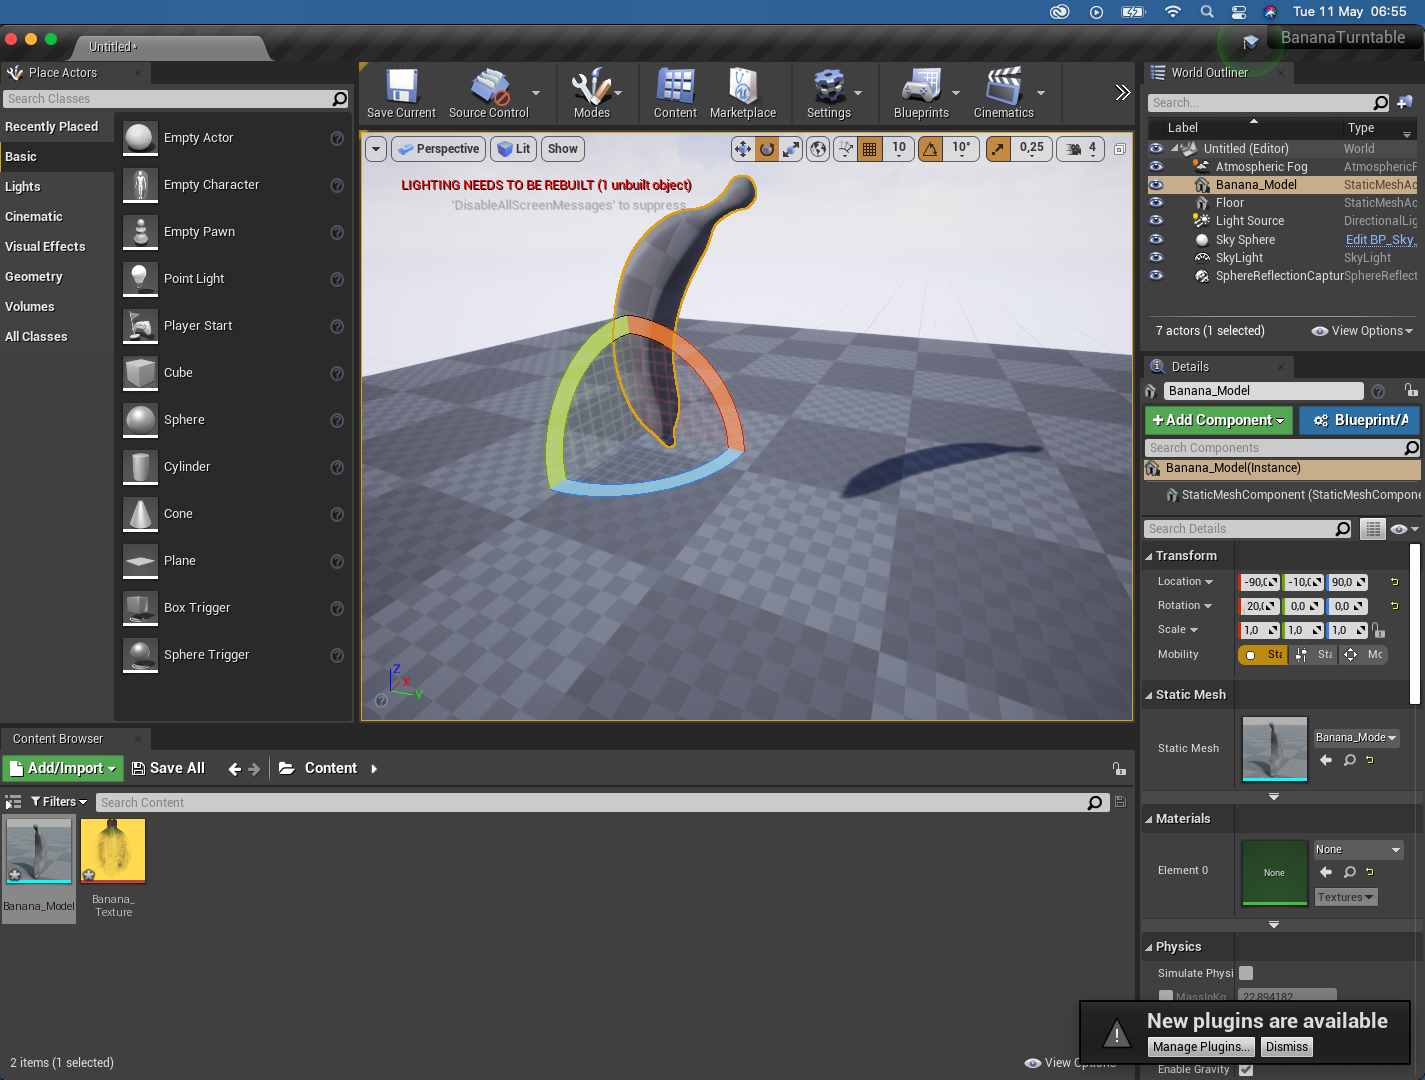 Tue 11 May 06:55
Untitled*
BananaTurntable
Place Actors
Search Classes
Recently Placed
Basic
Lights
Cinematic
Visual Effects
Geometry
Volumes
All Classes
Empty Actor
Empty Character
Empty Pawn
Point Light
Player Start
Cube
Sphere
Cylinder
Cone
Plane
Box Trigger
Sphere Trigger
Save Current
Source Control
Modes
Content
Marketplace
Settings
Blueprints
Cinematics
Perspective
Lit
Show
10
10°
0,25
4
LIGHTING NEEDS TO BE REBUILT (1 unbuilt object)
'DisableAllScreenMessages' to suppress
Z
X
Y
World Outliner
Search...
Label Type
Untitled (Editor) World
Atmospheric Fog AtmosphericF
Banana_Model StaticMeshAc
Floor StaticMeshAc
Light Source DirectionalLig
Sky Sphere Edit BP_Sky_
SkyLight SkyLight
SphereReflectionCaptur SphereReflect
7 actors (1 selected)
View Options
Details
Banana_Model
+Add Component
Blueprint/A
Search Components
Banana_Model(Instance)
StaticMeshComponent (StaticMeshCompone
Search Details
Transform
Location -90,0 -10,0 90,0
Rotation 20,0 0,0 0,0
Scale 1,0 1,0 1,0
Mobility Sta Sta Mo
Static Mesh
Static Mesh
Banana_Mode
Materials
Element 0
None
None
Textures
Physics
Simulate Physi
MassInKg 22.894182
Enable Gravity
New plugins are available
Manage Plugins...
Dismiss
Content Browser
Add/Import
Save All
Content
Filters
Search Content
Banana_Model
Banana_
Texture
2 items (1 selected)
View Options